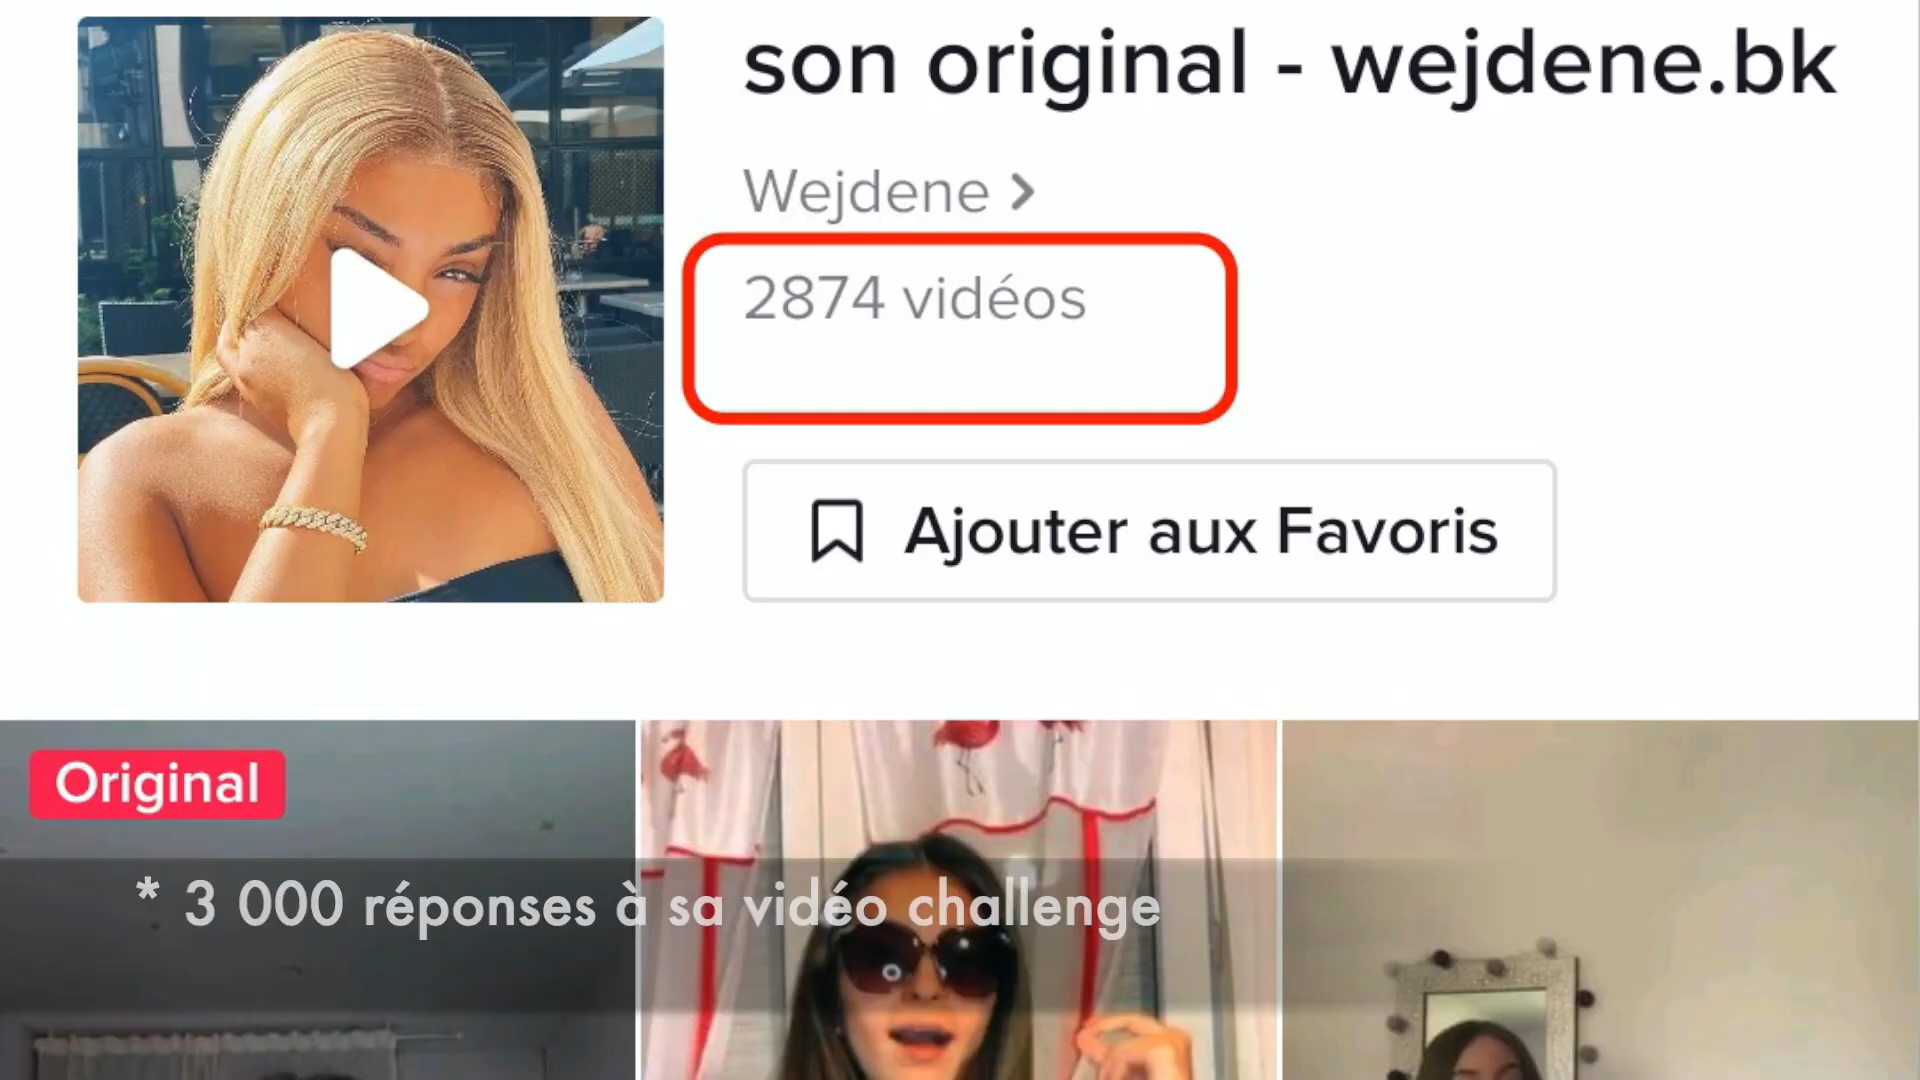 son original - wejdene.bk
Wejdene >
2874 vidéos
Ajouter aux Favoris
Original
* 3 000 réponses à sa vidéo challenge